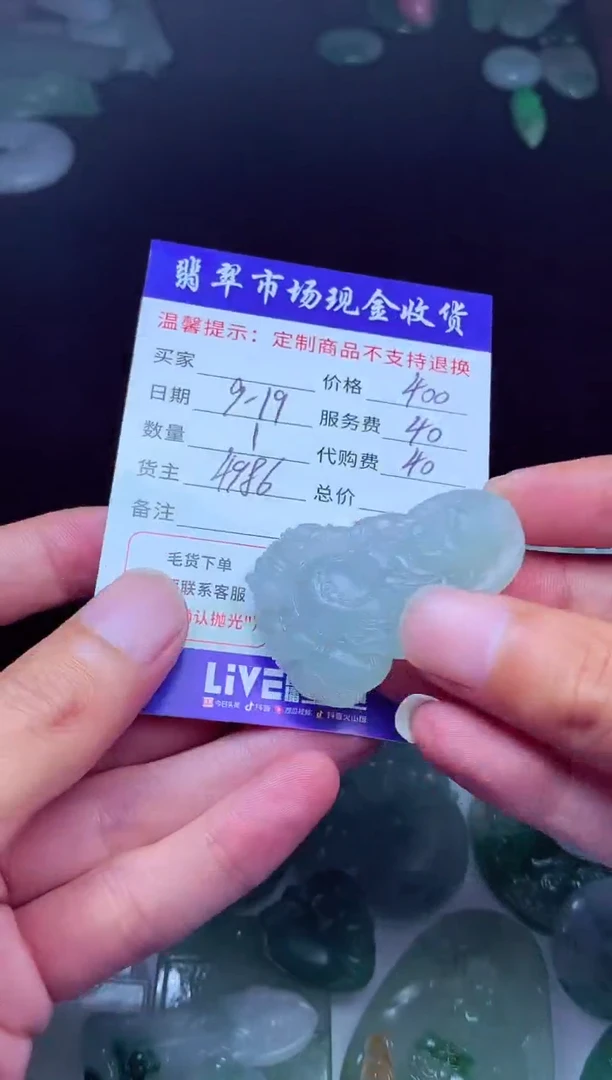 翡翠市场现金收货
温馨提示：定制商品不支持退换
买家 价格 400
日期 9-19 服务费 40
数量 1 代购费 40
货主 4986 总价
备注
毛货下单
联系客服
认抛光"
LiVE
今日头条 抖音 西瓜视频 抖音火山版